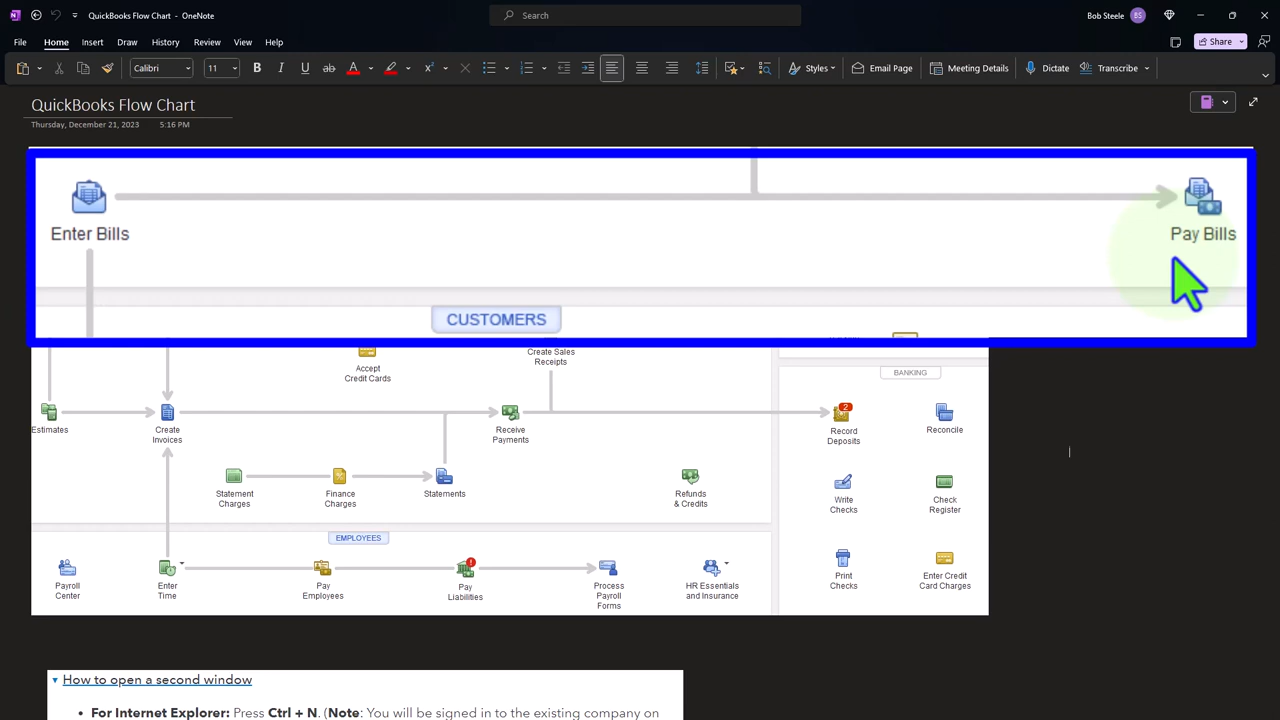 QuickBooks Flow Chart - OneNote
Search
Bob Steele
BS
File
Home
Insert
Draw
History
Review
View
Help
Share
Calibri
11
B
I
U
ab
A
Styles
Email Page
Meeting Details
Dictate
Transcribe
QuickBooks Flow Chart
Thursday, December 21, 2023
5:16 PM
Enter Bills
Pay Bills
CUSTOMERS
Accept
Credit Cards
Create Sales
Receipts
BANKING
2
Estimates
Create
Invoices
Receive
Payments
Record
Deposits
Reconcile
Statement
Charges
Finance
Charges
Statements
Refunds
& Credits
Write
Checks
Check
Register
EMPLOYEES
Payroll
Center
Enter
Time
Pay
Employees
Pay
Liabilities
Process
Payroll
Forms
HR Essentials
and Insurance
Print
Checks
Enter Credit
Card Charges
How to open a second window
• For Internet Explorer: Press Ctrl + N. (Note: You will be signed in to the existing company on